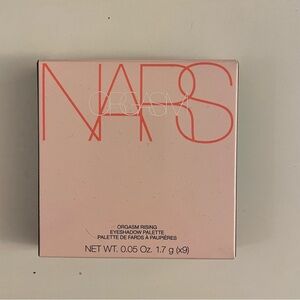 NARS
ORGASM
ORGASM RISING
EYESHADOW PALETTE
PALETTE DE FARDS À PAUPIÈRES
NET WT. 0.05 Oz. 1.7 g (x9)